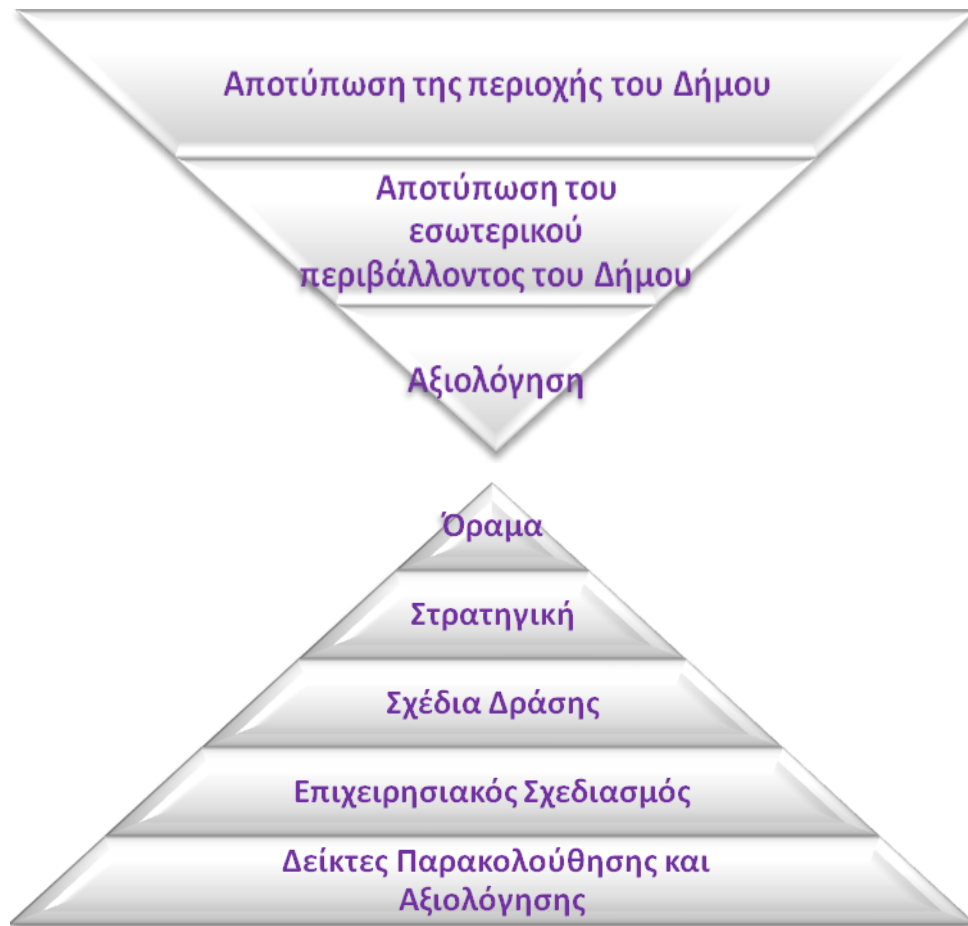 Αποτύπωση της περιοχής του Δήμου
Αποτύπωση του
εσωτερικού
περιβάλλοντος του Δήμου
Αξιολόγηση
Όραμα
Στρατηγική
Σχέδια Δράσης
Επιχειρησιακός Σχεδιασμός
Δείκτες Παρακολούθησης και
Αξιολόγησης